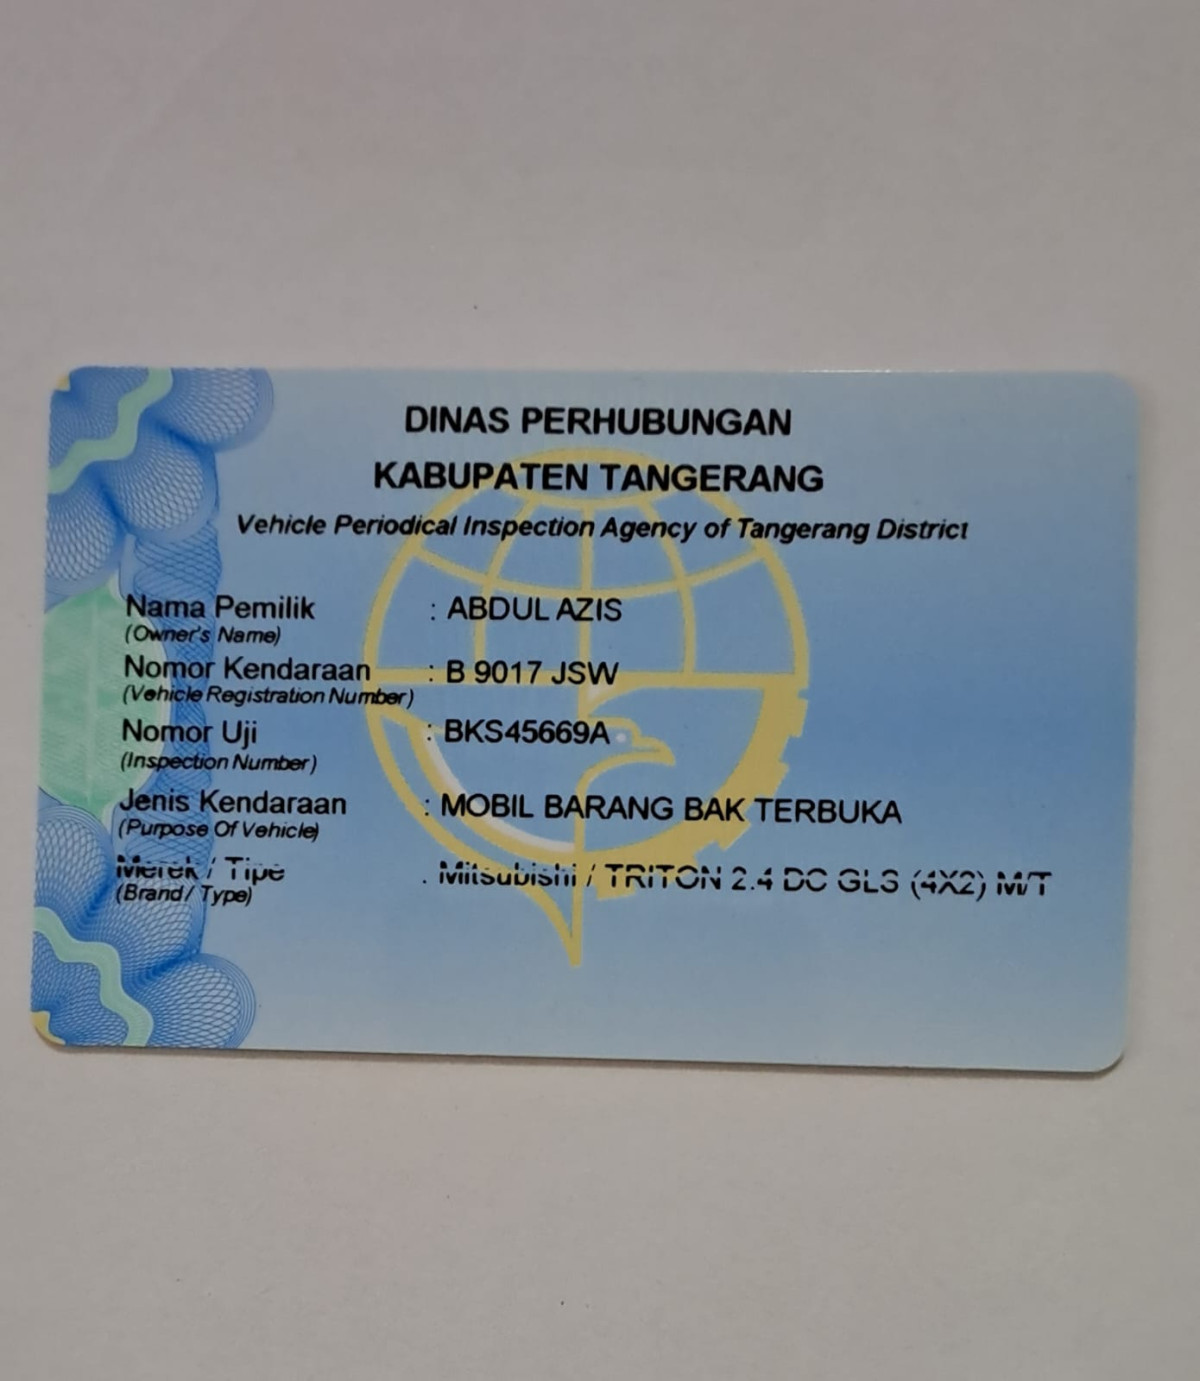 DINAS PERHUBUNGAN
KABUPATEN TANGERANG
Vehicle Periodical Inspection Agency of Tangerang District
Nama Pemilik : ABDUL AZIS
(Owner's Name)
Nomor Kendaraan : B 9017 JSW
(Vehicle Registration Number)
Nomor Uji : BKS45669A
(Inspection Number)
Jenis Kendaraan : MOBIL BARANG BAK TERBUKA
(Purpose Of Vehicle)
Merek / Tipe : Mitsubishi / TRITON 2.4 DC GLS (4X2) M/T
(Brand / Type)